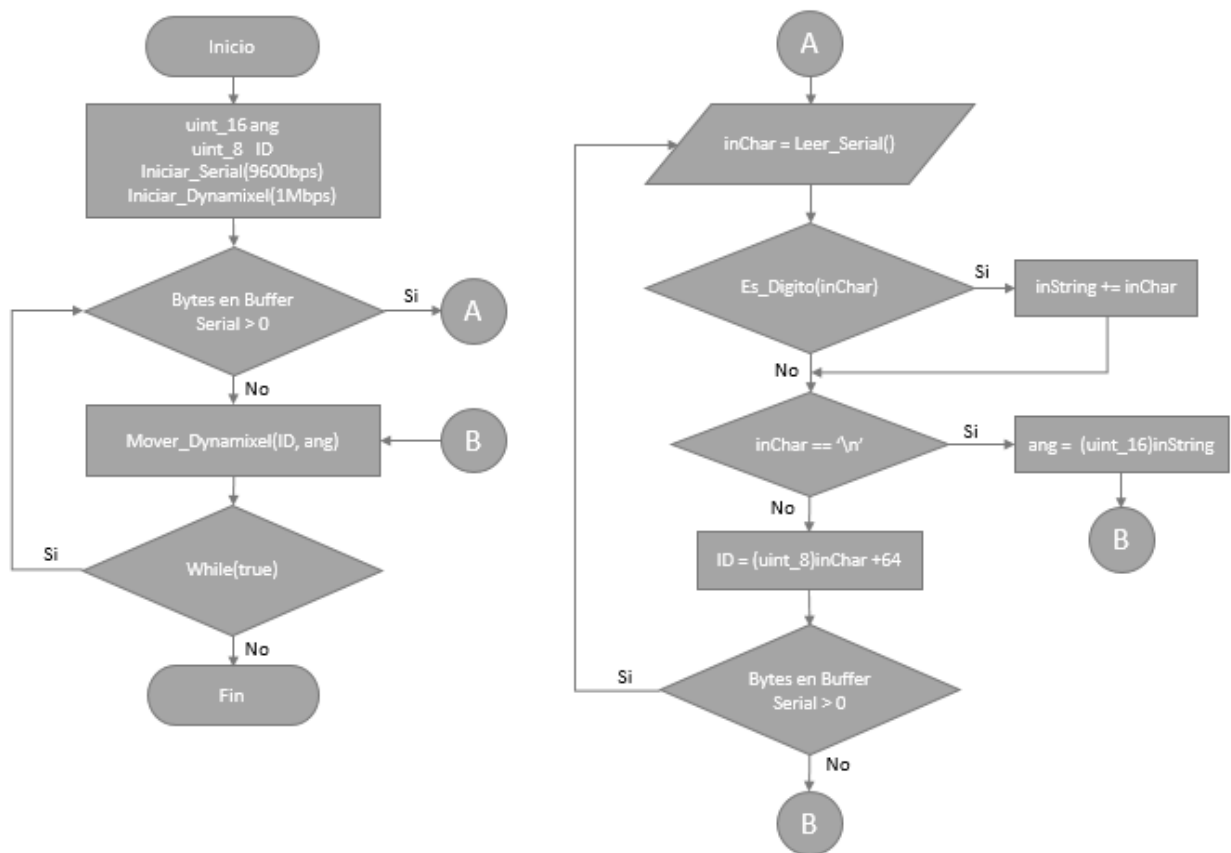 Inicio
uint_16 ang
uint_8 ID
Iniciar_Serial(9600bps)
Iniciar_Dynamixel(1Mbps)
Bytes en Buffer
Serial > 0
Si
A
No
Mover_Dynamixel(ID, ang)
B
While(true)
Si
No
Fin
A
inChar = Leer_Serial()
Es_Digito(inChar)
Si
inString += inChar
No
inChar == ‘\n’
Si
ang = (uint_16)inString
B
No
ID = (uint_8)inChar +64
Bytes en Buffer
Serial > 0
Si
No
B